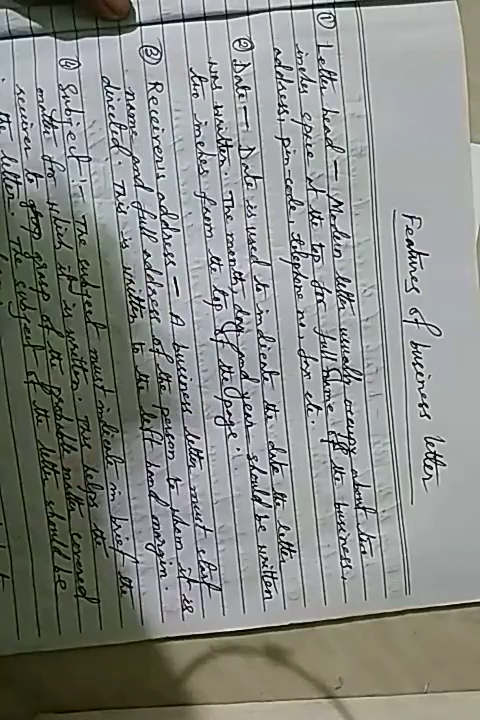 Features of business letter
① Letter head — Modern letter usually occupy about two
inches space at the top for full name of the business,
address, pin-code, telephone no, fax etc.
② Date — Date is used to indicate the date the letter
was written. The month, day and year should be written
two inches from the top of the page.
③ Reciever's address — A business letter must start
name and full address of the person to whom it is
directed. This is written to the left hand margin.
④ Subject :- The subject must indicate in brief the
matter for which it is written. This helps the
reciever to grasp of the probable matter covered
the letter. The subject of the letter should be